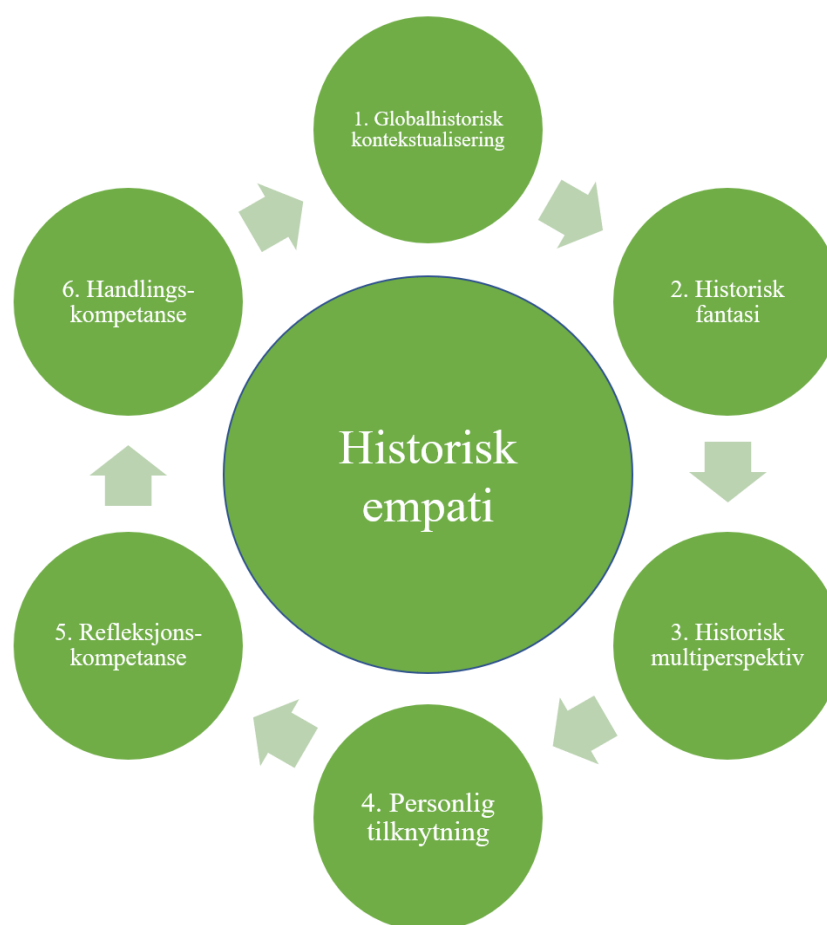 1. Globalhistorisk
kontekstualisering
2. Historisk
fantasi
3. Historisk
multiperspektiv
4. Personlig
tilknytning
5. Refleksjons-
kompetanse
6. Handlings-
kompetanse
Historisk
empati